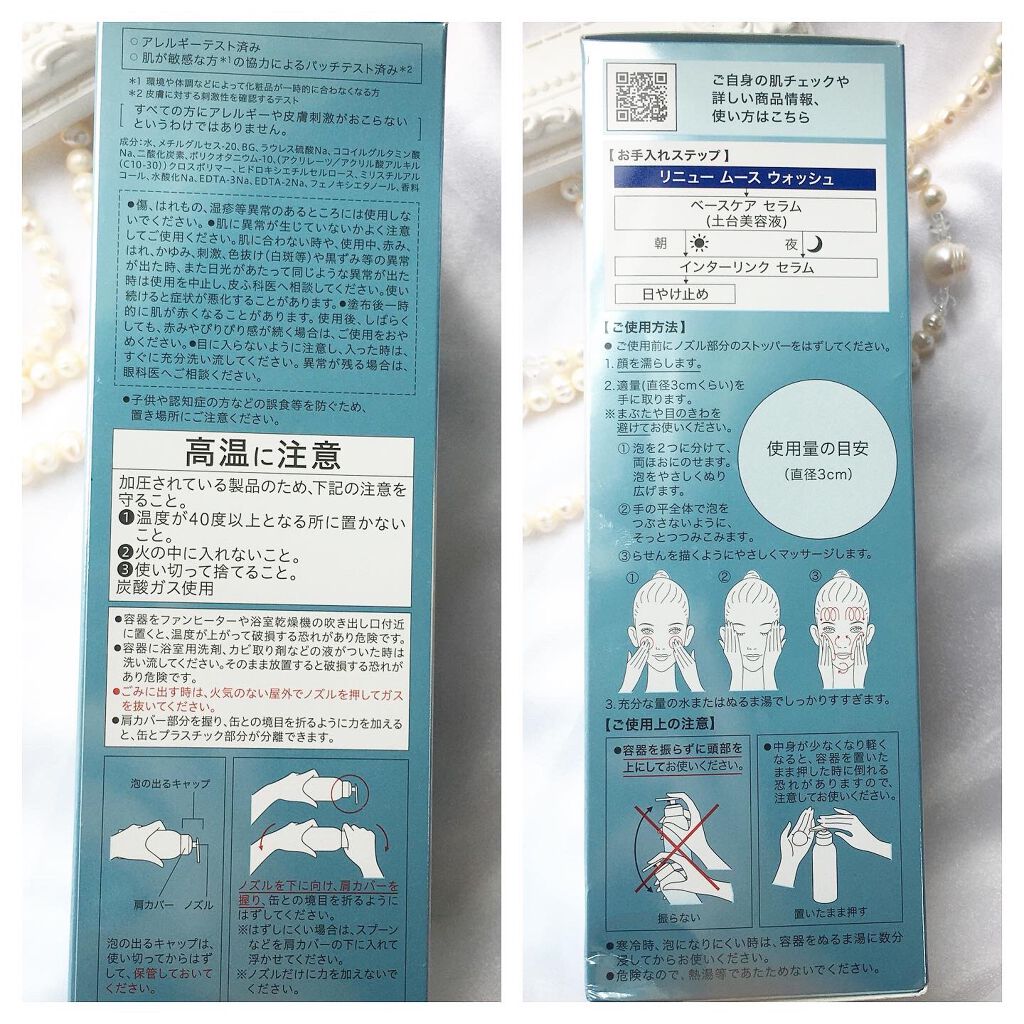 ○ アレルギーテスト済み
○ 肌が敏感な方*1の協力によるパッチテスト済み*2
*1 環境や体調などによって化粧品が一時的に合わなくなる方
*2 皮膚に対する刺激性を確認するテスト
すべての方にアレルギーや皮膚刺激がおこらない
というわけではありません。
成分：水、メチルグルセス-20、BG、ラウレス硫酸Na、ココイルグルタミン酸
Na、二酸化炭素、ポリクオタニウム-10、（アクリレーツ/アクリル酸アルキル
（C10-30））クロスポリマー、ヒドロキシエチルセルロース、ミリスチルアル
コール、水酸化Na、EDTA-3Na、EDTA-2Na、フェノキシエタノール、香料
●傷、はれもの、湿疹等異常のあるところには使用しな
いでください。●肌に異常が生じていないかよく注意
してご使用ください。肌に合わない時や、使用中、赤み、
はれ、かゆみ、刺激、色抜け（白斑等）や黒ずみ等の異常
が出た時、また日光があたって同じような異常が出た
時は使用を中止し、皮ふ科医へ相談してください。使い
続けると症状が悪化することがあります。●塗布後一時
的に肌が赤くなることがあります。使用後、しばらく
しても、赤みやぴりぴり感が続く場合は、ご使用をおや
めください。●目に入らないように注意し、入った時は、
すぐに充分洗い流してください。異常が残る場合は、
眼科医へご相談ください。
●子供や認知症の方などの誤食等を防ぐため、
置き場所にご注意ください。
高温に注意
加圧されている製品のため、下記の注意を
守ること。
❶温度が40度以上となる所に置かない
こと。
❷火の中に入れないこと。
❸使い切って捨てること。
炭酸ガス使用
●容器をファンヒーターや浴室乾燥機の吹き出し口付近
に置くと、温度が上がって破損する恐れがあり危険です。
●容器に浴室用洗剤、カビ取り剤などの液がついた時は
洗い流してください。そのまま放置すると破損する恐れが
あり危険です。
●ごみに出す時は、火気のない屋外でノズルを押してガス
を抜いてください。
●肩カバー部分を握り、缶との境目を折るように力を加える
と、缶とプラスチック部分が分離できます。
泡の出るキャップ
肩カバー ノズル
泡の出るキャップは、
使い切ってからはず
して、保管しておいて
ください。
ノズルを下に向け、肩カバーを
握り、缶との境目を折るように
はずしてください。
※はずしにくい場合は、スプーン
などを肩カバーの下に入れて
浮かせてください。
※ノズルだけに力を加えないで
ください。
ご自身の肌チェックや
詳しい商品情報、
使い方はこちら
【お手入れステップ】
リニュー ムース ウォッシュ
ベースケア セラム
（土台美容液）
朝 夜
インターリンク セラム
日やけ止め
【ご使用方法】
● ご使用前にノズル部分のストッパーをはずしてください。
1. 顔を濡らします。
2. 適量（直径3cmくらい）を
手に取ります。
※まぶたや目のきわを
避けてお使いください。
①泡を2つに分けて、
両ほおにのせます。
泡をやさしくぬり
広げます。
②手の平全体で泡を
つぶさないように、
そっとつつみこみます。
③らせんを描くようにやさしくマッサージします。
使用量の目安
（直径3cm）
① ② ③
3. 充分な量の水またはぬるま湯でしっかりすすぎます。
【ご使用上の注意】
●容器を振らずに頭部を
上にしてお使いください。
振らない
●中身が少なくなり軽く
なると、容器を置いた
まま押した時に倒れる
恐れがありますので、
注意してお使いください。
置いたまま押す
●寒冷時、泡になりにくい時は、容器をぬるま湯に数分
浸してからお使いください。
●危険なので、熱湯等であたためないでください。